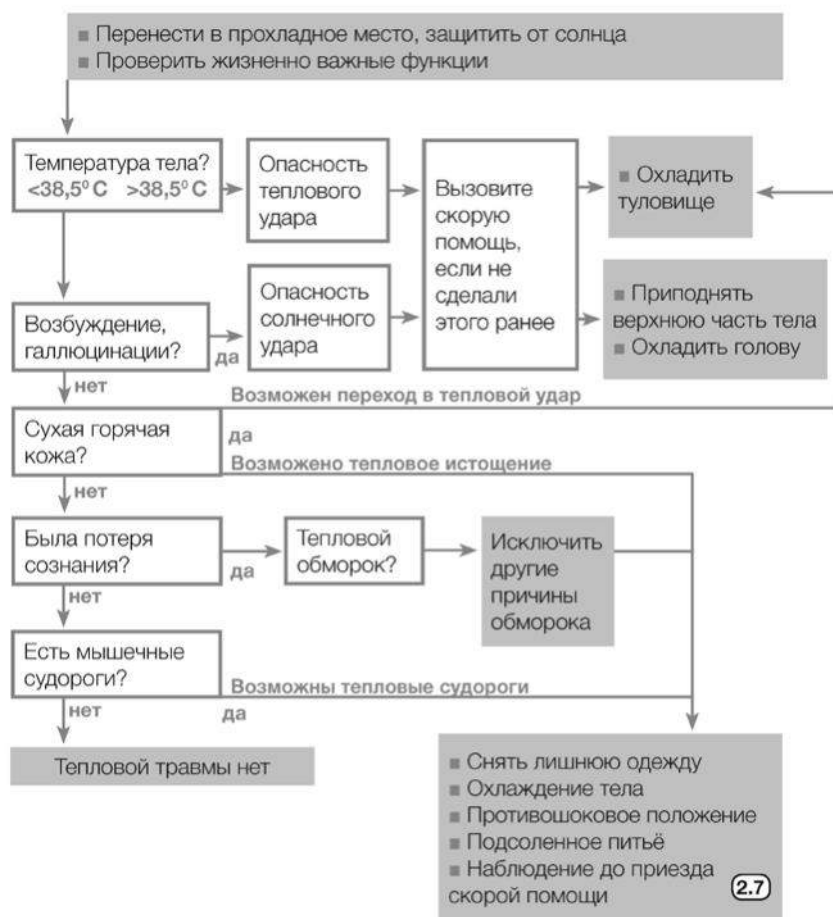 ■ Перенести в прохладное место, защитить от солнца
■ Проверить жизненно важные функции
Температура тела?
<38,5⁰ C >38,5⁰ C
Опасность
теплового
удара
Вызовите
скорую
помощь,
если не
сделали
этого ранее
■ Охладить
туловище
Возбуждение,
галлюцинации?
да
Опасность
солнечного
удара
■ Приподнять
верхнюю часть тела
■ Охладить голову
нет
Возможен переход в тепловой удар
Сухая горячая
кожа?
да
Возможено тепловое истощение
нет
Была потеря
сознания?
да
Тепловой
обморок?
Исключить
другие
причины
обморока
нет
Есть мышечные
судороги?
Возможны тепловые судороги
нет
да
Тепловой травмы нет
■ Снять лишнюю одежду
■ Охлаждение тела
■ Противошоковое положение
■ Подсоленное питьё
■ Наблюдение до приезда
скорой помощи
2.7